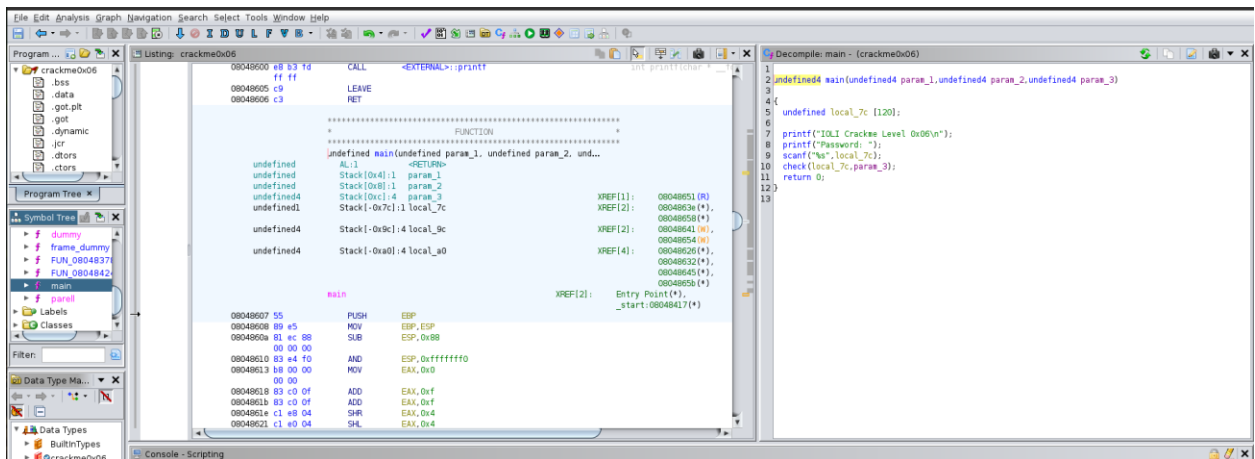 File Edit Analysis Graph Navigation Search Select Tools Window Help
I D U L F V B
Program ...
crackme0x06
.bss
.data
.got.plt
.got
.dynamic
.jcr
.dtors
.ctors
Program Tree
Symbol Tree
dummy
frame_dummy
FUN_0804837
FUN_0804842
main
parell
Labels
Classes
Filter:
Data Type Ma...
Data Types
BuiltInTypes
crackme0x06
Listing: crackme0x06
08048600 e8 b3 fd CALL <EXTERNAL>::printf int printf(char * __
ff ff
08048605 c9 LEAVE
08048606 c3 RET
**************************************************************
* FUNCTION *
**************************************************************
undefined main(undefined param_1, undefined param_2, und...
undefined AL:1 <RETURN>
undefined Stack[0x4]:1 param_1
undefined Stack[0x8]:1 param_2
undefined4 Stack[0xc]:4 param_3 XREF[1]: 08048651(R)
undefined1 Stack[-0x7c]:1 local_7c XREF[2]: 0804863e(*),
08048658(*)
undefined4 Stack[-0x9c]:4 local_9c XREF[2]: 08048641(W),
08048654(W)
undefined4 Stack[-0xa0]:4 local_a0 XREF[4]: 08048626(*),
08048632(*),
08048645(*),
0804865b(*)
main XREF[2]: Entry Point(*),
_start:08048417(*)
08048607 55 PUSH EBP
08048608 89 e5 MOV EBP,ESP
0804860a 81 ec 88 SUB ESP,0x88
00 00 00
08048610 83 e4 f0 AND ESP,0xfffffff0
08048613 b8 00 00 MOV EAX,0x0
00 00
08048618 83 c0 0f ADD EAX,0xf
0804861b 83 c0 0f ADD EAX,0xf
0804861e c1 e8 04 SHR EAX,0x4
08048621 c1 e0 04 SHL EAX,0x4
Console - Scripting
Decompile: main - (crackme0x06)
1
2 undefined4 main(undefined4 param_1,undefined4 param_2,undefined4 param_3)
3
4 {
5 undefined local_7c [120];
6
7 printf("IOLI Crackme Level 0x06\n");
8 printf("Password: ");
9 scanf("%s",local_7c);
10 check(local_7c,param_3);
11 return 0;
12 }
13